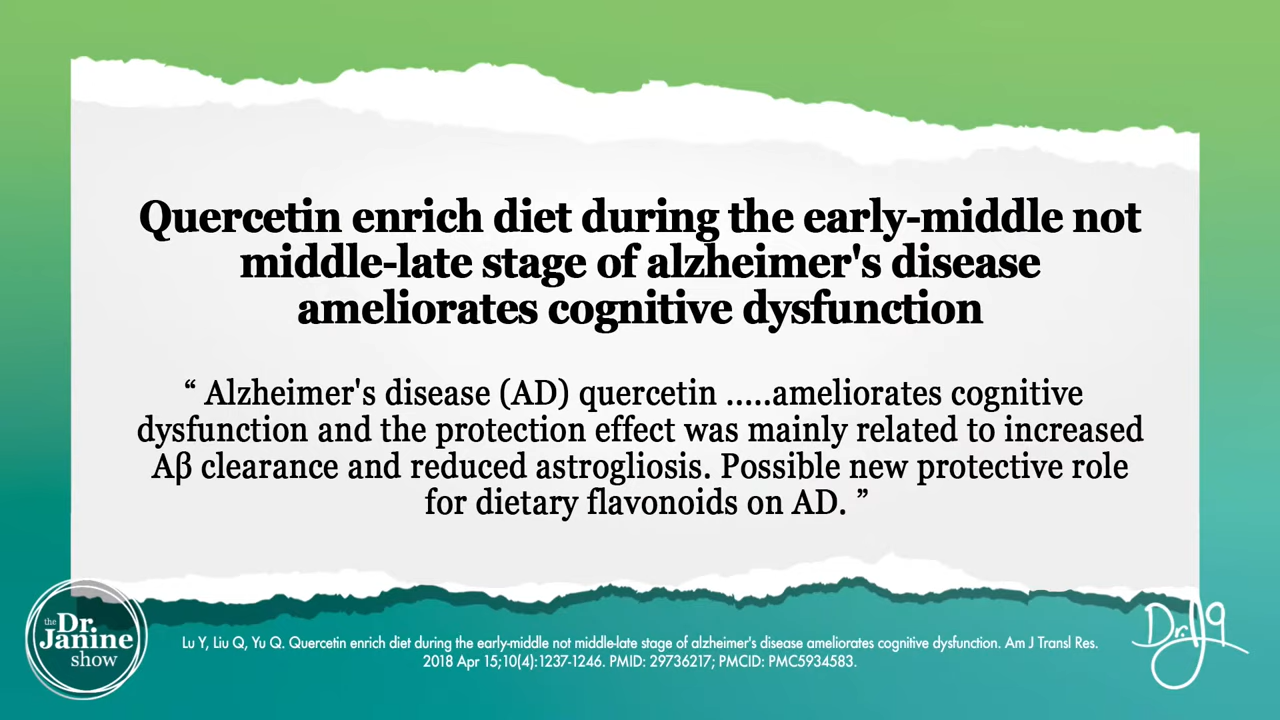 Quercetin enrich diet during the early-middle not
middle-late stage of alzheimer's disease
ameliorates cognitive dysfunction
“ Alzheimer's disease (AD) quercetin .....ameliorates cognitive
dysfunction and the protection effect was mainly related to increased
Aβ clearance and reduced astrogliosis. Possible new protective role
for dietary flavonoids on AD. ”
the
Dr.
Janine
show
Lu Y, Liu Q, Yu Q. Quercetin enrich diet during the early-middle not middle-late stage of alzheimer's disease ameliorates cognitive dysfunction. Am J Transl Res.
2018 Apr 15;10(4):1237-1246. PMID: 29736217; PMCID: PMC5934583.